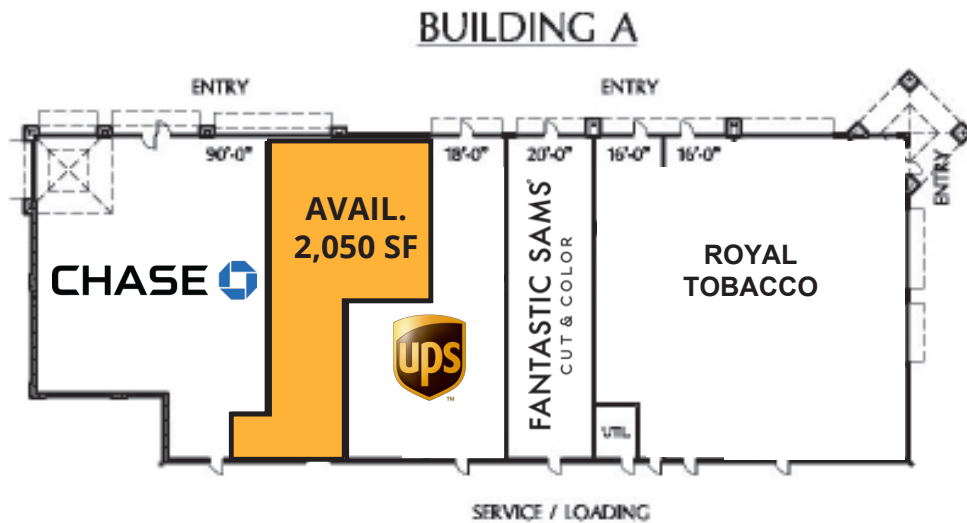 BUILDING A
ENTRY
ENTRY
90'-0"
18'-0"
20'-0"
16'-0"
16'-0"
ENTRY
AVAIL.
2,050 SF
CHASE
ups
TM
FANTASTIC SAMS®
CUT & COLOR
ROYAL
TOBACCO
UTIL
SERVICE / LOADING